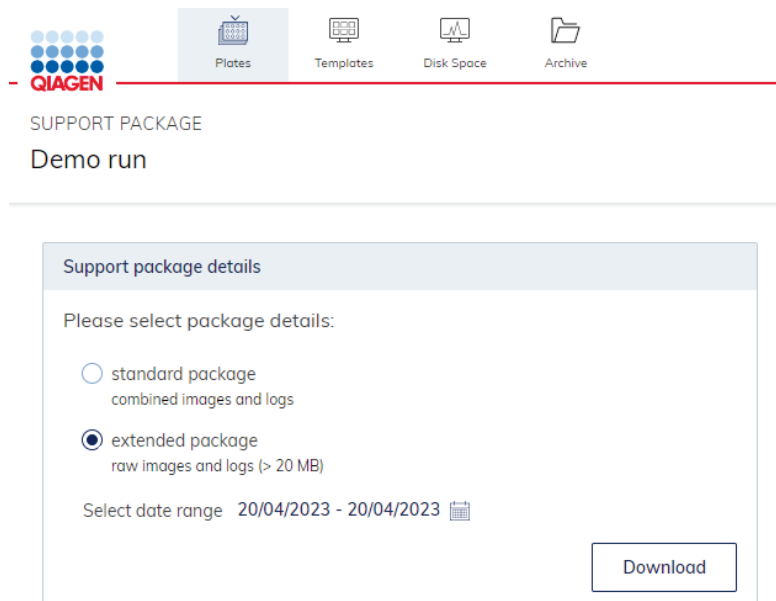 QIAGEN
Plates
Templates
Disk Space
Archive
SUPPORT PACKAGE
Demo run
Support package details
Please select package details:
standard package
combined images and logs
extended package
raw images and logs (> 20 MB)
Select date range 20/04/2023 - 20/04/2023
Download